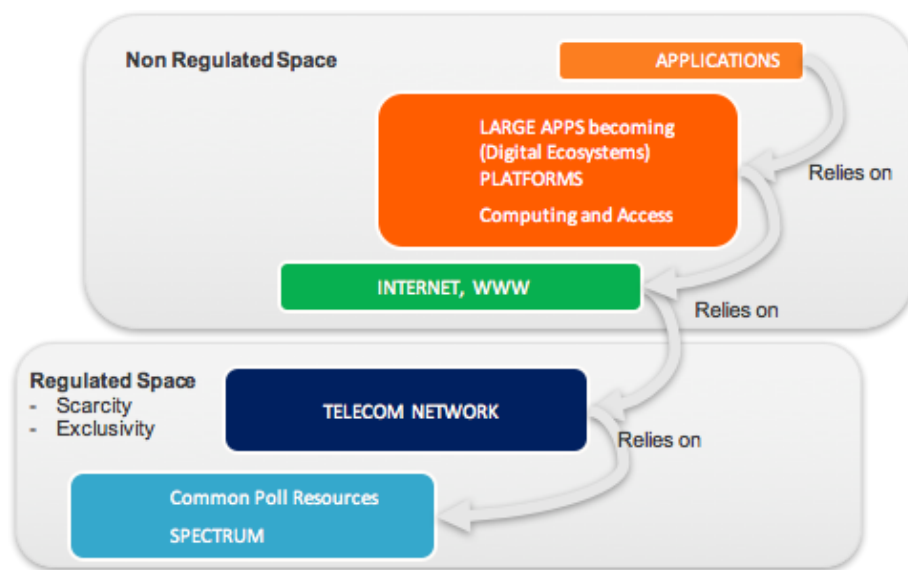 Non Regulated Space
APPLICATIONS
LARGE APPS becoming
(Digital Ecosystems)
PLATFORMS
Computing and Access
Relies on
INTERNET, WWW
Relies on
Regulated Space
- Scarcity
- Exclusivity
TELECOM NETWORK
Relies on
Common Poll Resources
SPECTRUM